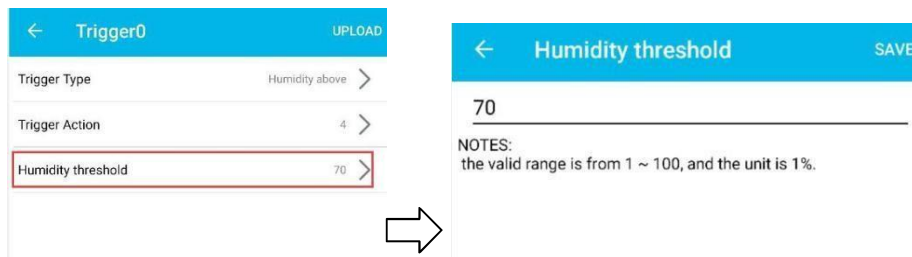 Trigger0
UPLOAD
Trigger Type
Humidity above
Trigger Action
4
Humidity threshold
70
Humidity threshold
SAVE
70
NOTES:
the valid range is from 1 ~ 100, and the unit is 1%.